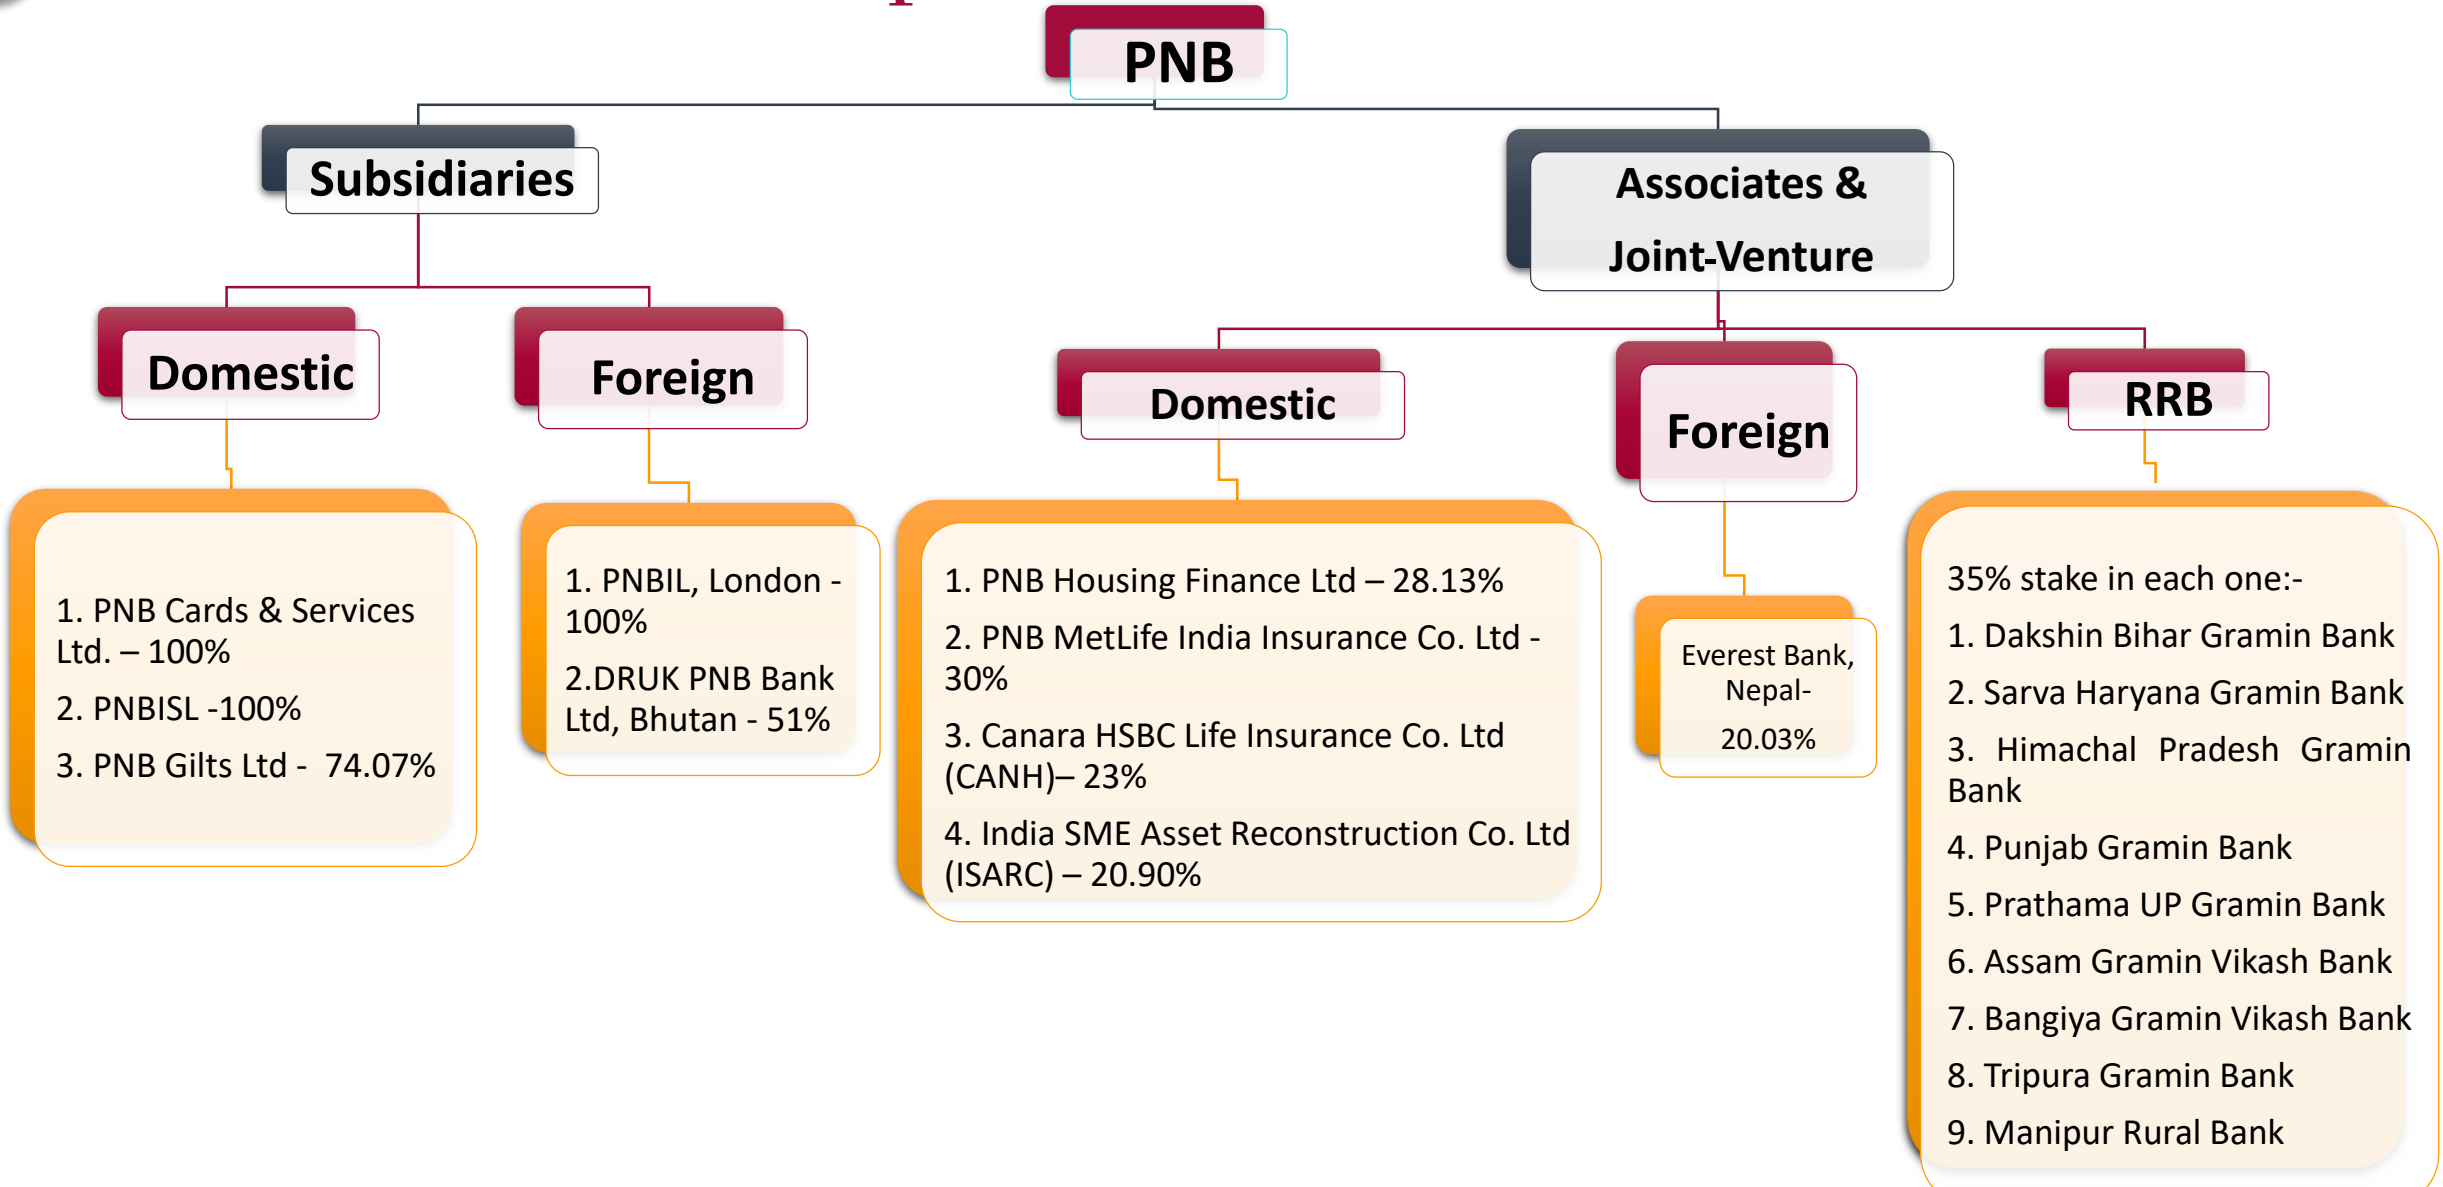 PNB
Subsidiaries
Associates &
Joint-Venture
Domestic
Foreign
Domestic
Foreign
RRB
1. PNB Cards & Services
Ltd. – 100%
2. PNBISL -100%
3. PNB Gilts Ltd -  74.07%
1. PNBIL, London -
100%
2.DRUK PNB Bank
Ltd, Bhutan - 51%
1. PNB Housing Finance Ltd – 28.13%
2. PNB MetLife India Insurance Co. Ltd -
30%
3. Canara HSBC Life Insurance Co. Ltd
(CANH)– 23%
4. India SME Asset Reconstruction Co. Ltd
(ISARC) – 20.90%
Everest Bank,
Nepal-
20.03%
35% stake in each one:-
1. Dakshin Bihar Gramin Bank
2. Sarva Haryana Gramin Bank
3. Himachal Pradesh Gramin
Bank
4. Punjab Gramin Bank
5. Prathama UP Gramin Bank
6. Assam Gramin Vikash Bank
7. Bangiya Gramin Vikash Bank
8. Tripura Gramin Bank
9. Manipur Rural Bank